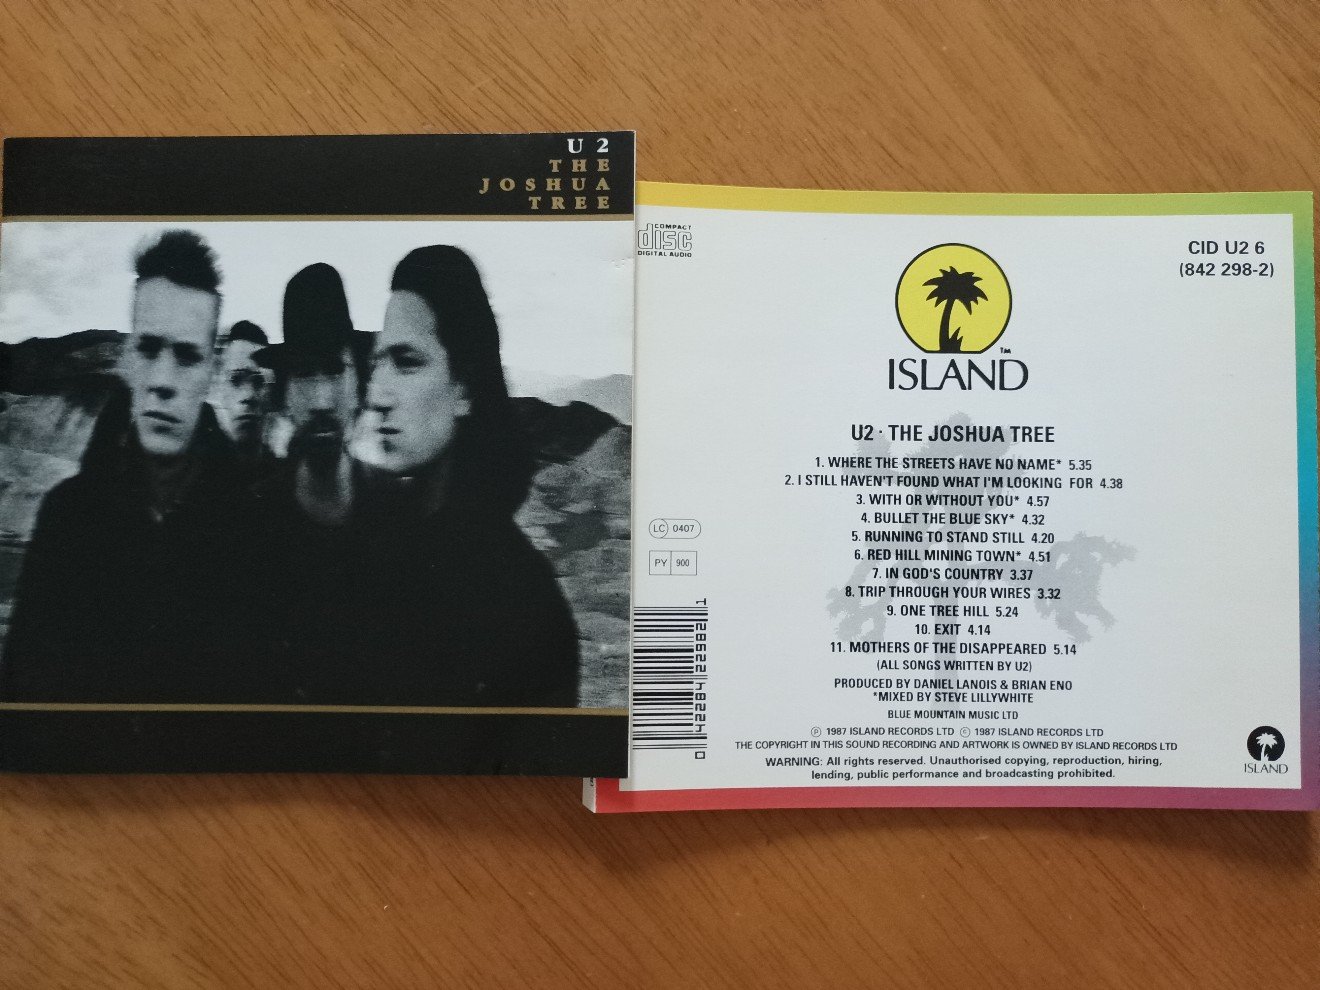 U 2
THE
JOSHUA
TREE
COMPACT
disc
DIGITAL AUDIO
CID U2 6
(842 298-2)
TM
ISLAND
U2 · THE JOSHUA TREE
1. WHERE THE STREETS HAVE NO NAME* 5.35
2. I STILL HAVEN'T FOUND WHAT I'M LOOKING FOR 4.38
3. WITH OR WITHOUT YOU* 4.57
4. BULLET THE BLUE SKY* 4.32
5. RUNNING TO STAND STILL 4.20
6. RED HILL MINING TOWN* 4.51
7. IN GOD'S COUNTRY 3.37
8. TRIP THROUGH YOUR WIRES 3.32
9. ONE TREE HILL 5.24
10. EXIT 4.14
11. MOTHERS OF THE DISAPPEARED 5.14
(ALL SONGS WRITTEN BY U2)
PRODUCED BY DANIEL LANOIS & BRIAN ENO
*MIXED BY STEVE LILLYWHITE
BLUE MOUNTAIN MUSIC LTD
℗ 1987 ISLAND RECORDS LTD © 1987 ISLAND RECORDS LTD
THE COPYRIGHT IN THIS SOUND RECORDING AND ARTWORK IS OWNED BY ISLAND RECORDS LTD
WARNING: All rights reserved. Unauthorised copying, reproduction, hiring,
lending, public performance and broadcasting prohibited.
LC 0407
PY 900
ISLAND